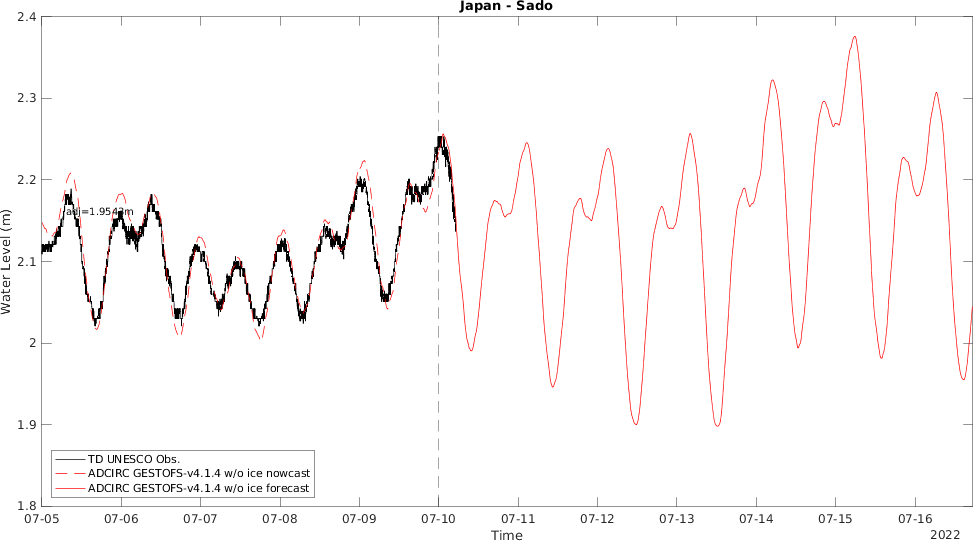 Japan - Sado
2.4
2.3
2.2
2.1
2
1.9
1.8
Water Level (m)
adj=1.9543m
TD UNESCO Obs.
ADCIRC GESTOFS-v4.1.4 w/o ice nowcast
ADCIRC GESTOFS-v4.1.4 w/o ice forecast
07-05 07-06 07-07 07-08 07-09 07-10 07-11 07-12 07-13 07-14 07-15 07-16
Time
2022